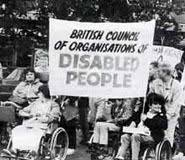 BRITISH COUNCIL
OF ORGANISATIONS OF
DISABLED
PEOPLE